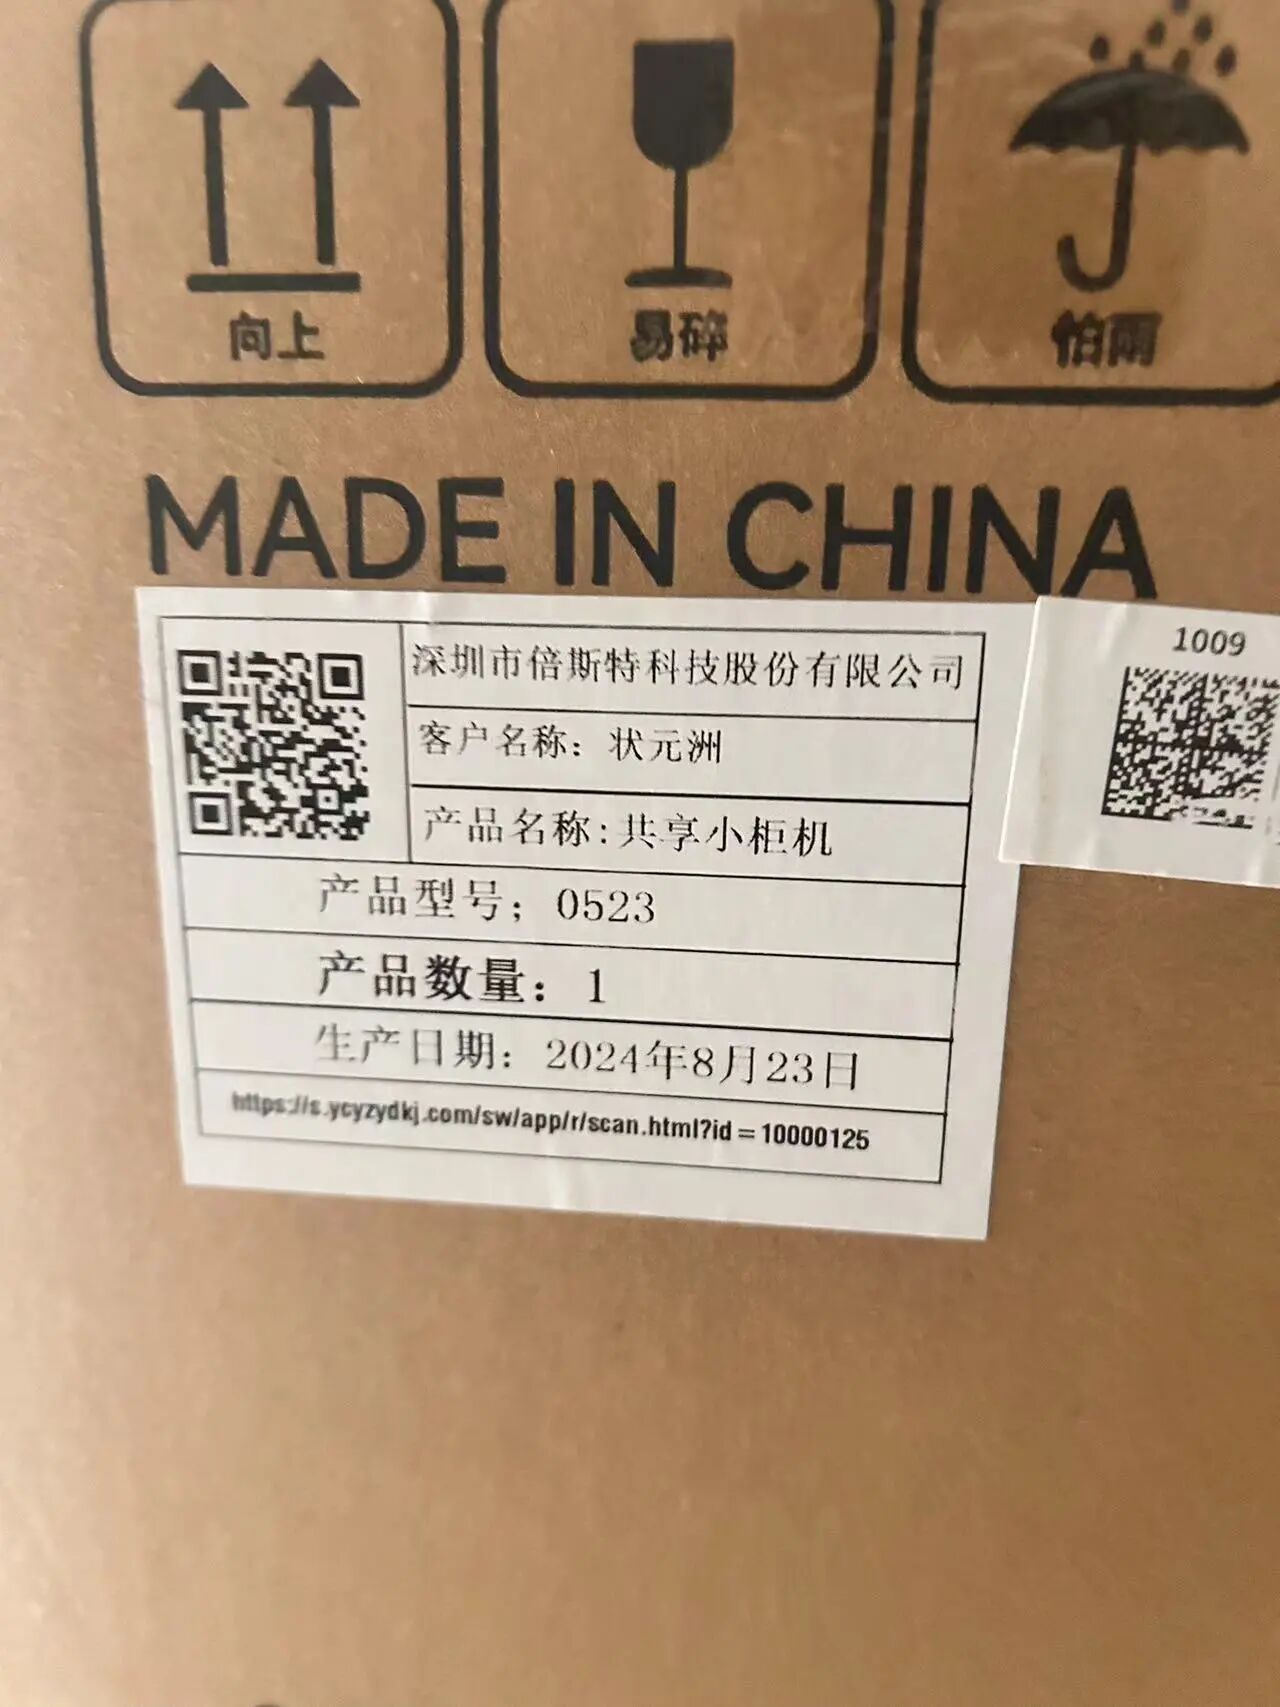 向上
易碎
怕雨
MADE IN CHINA
1009
深圳市倍斯特科技股份有限公司
客户名称：状元洲
产品名称:共享小柜机
产品型号；0523
产品数量：1
生产日期：2024年8月23日
https://s.ycyzydkj.com/sw/app/r/scan.html?id=10000125